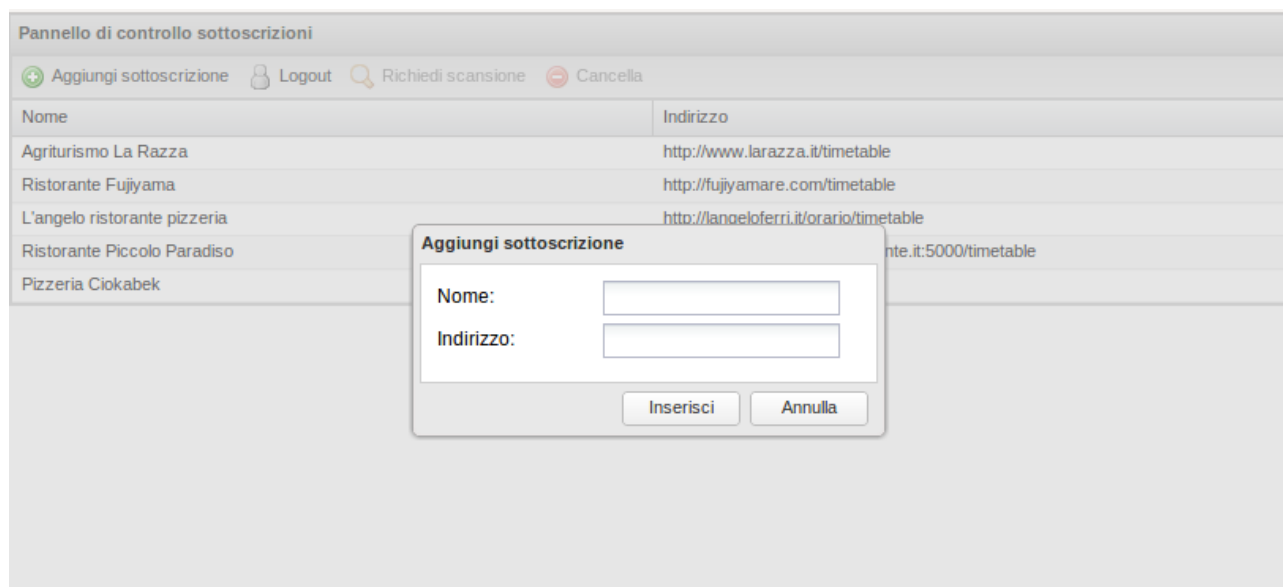 Pannello di controllo sottoscrizioni
Aggiungi sottoscrizione Logout Richiedi scansione Cancella
Nome Indirizzo
Agriturismo La Razza http://www.larazza.it/timetable
Ristorante Fujiyama http://fujiyamare.com/timetable
L'angelo ristorante pizzeria http://langeloferri.it/orario/timetable
Ristorante Piccolo Paradiso nte.it:5000/timetable
Pizzeria Ciokabek
Aggiungi sottoscrizione
Nome:
Indirizzo:
Inserisci Annulla